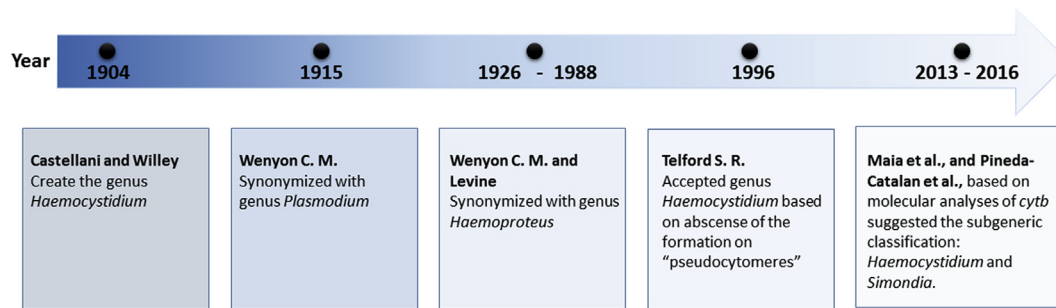 Year
1904
1915
1926 - 1988
1996
2013 - 2016
Castellani and Willey
Create the genus
Haemocystidium
Wenyon C. M.
Synonymized with
genus Plasmodium
Wenyon C. M. and
Levine
Synonymized with genus
Haemoproteus
Telford S. R.
Accepted genus
Haemocystidium based
on abscense of the
formation on
“pseudocytomeres”
Maia et al., and Pineda-
Catalan et al., based on
molecular analyses of cytb
suggested the subgeneric
classification:
Haemocystidium and
Simondia.